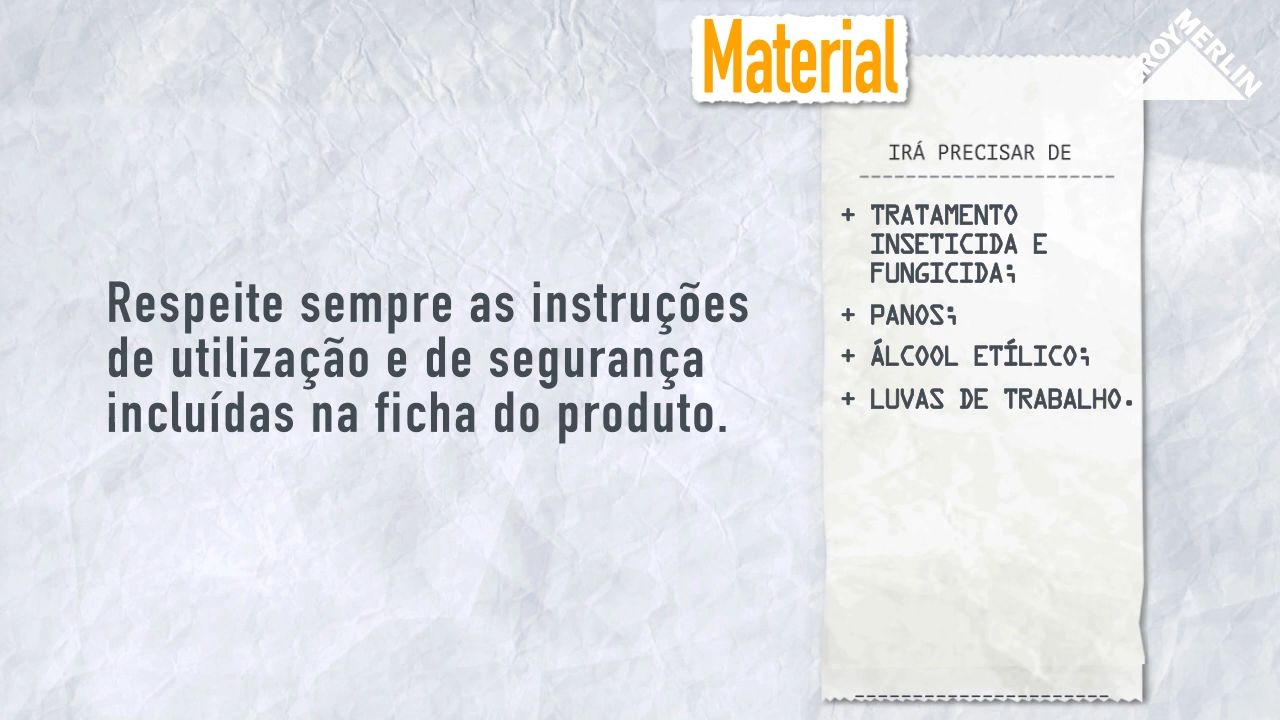 Material
LEROY MERLIN
IRÁ PRECISAR DE
+ TRATAMENTO
INSETICIDA E
FUNGICIDA;
+ PANOS;
+ ÁLCOOL ETÍLICO;
+ LUVAS DE TRABALHO.
Respeite sempre as instruções
de utilização e de segurança
incluídas na ficha do produto.